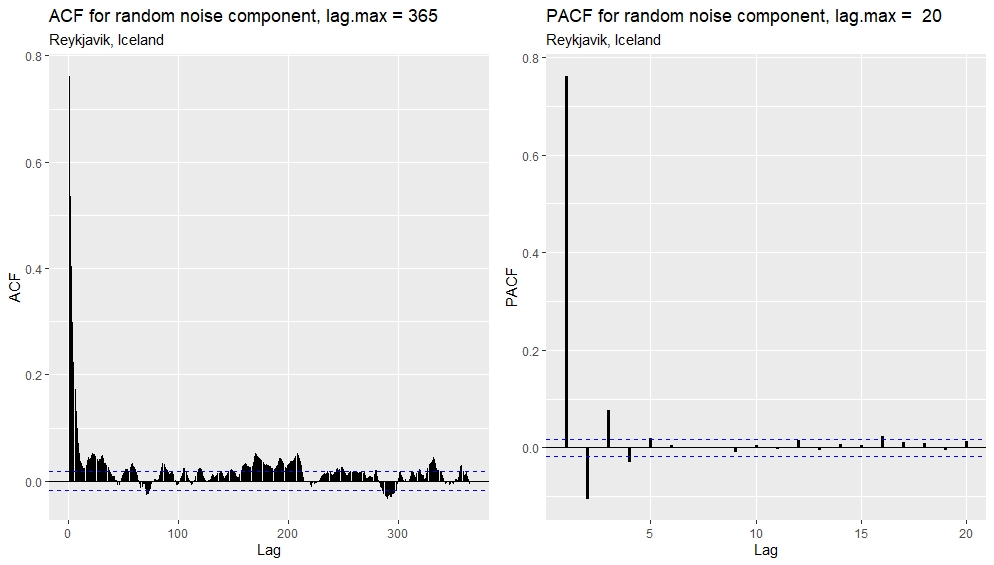 ACF for random noise component, lag.max = 365
Reykjavik, Iceland
0.8
0.6
0.4
0.2
0.0
ACF
0 100 200 300
Lag
PACF for random noise component, lag.max =  20
Reykjavik, Iceland
0.8
0.6
0.4
0.2
0.0
PACF
5 10 15 20
Lag